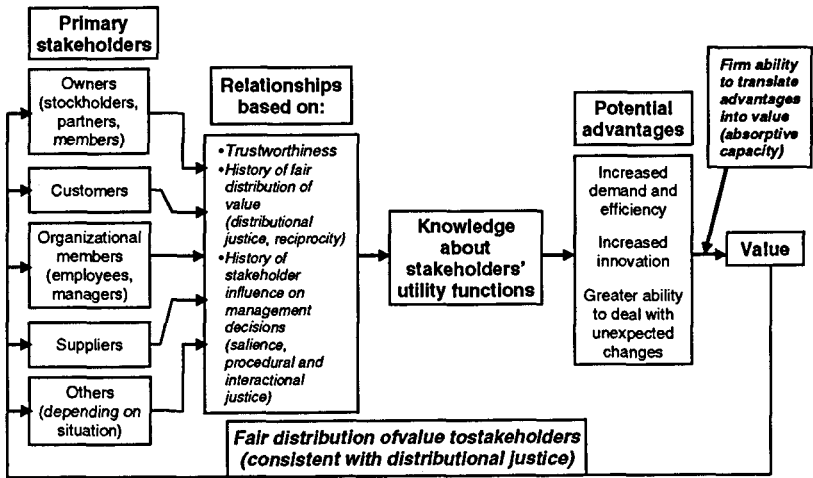 Primary
stakeholders
Owners
(stockholders,
partners,
members)
Customers
Organizational
members
(employees,
managers)
Suppliers
Others
(depending on
situation)
Relationships
based on:
•Trustworthiness
•History of fair
distribution of
value
(distributional
justice, reciprocity)
•History of
stakeholder
influence on
management
decisions
(salience,
procedural and
interactional
justice)
Knowledge
about
stakeholders'
utility functions
Potential
advantages
Increased
demand and
efficiency
Increased
innovation
Greater ability
to deal with
unexpected
changes
Firm ability
to translate
advantages
into value
(absorptive
capacity)
Value
Fair distribution ofvalue tostakeholders
(consistent with distributional justice)